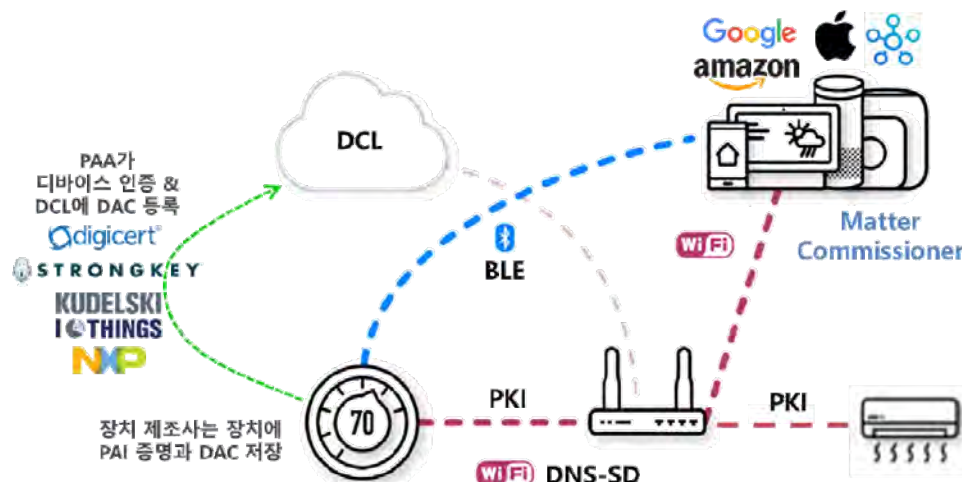 Google
amazon
DCL
PAA가
디바이스 인증 &
DCL에 DAC 등록
digicert®
STRONGKEY
KUDELSKI
IOTHINGS
NXP
BLE
WiFi
Matter
Commissioner
70
PKI
PKI
장치 제조사는 장치에
PAI 증명과 DAC 저장
WiFi DNS-SD